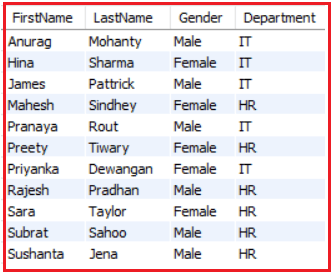 FirstName LastName Gender Department
Anurag Mohanty Male IT
Hina Sharma Female IT
James Pattrick Male IT
Mahesh Sindhey Female HR
Pranaya Rout Male IT
Preety Tiwary Female HR
Priyanka Dewangan Female IT
Rajesh Pradhan Male HR
Sara Taylor Female HR
Subrat Sahoo Male HR
Sushanta Jena Male HR